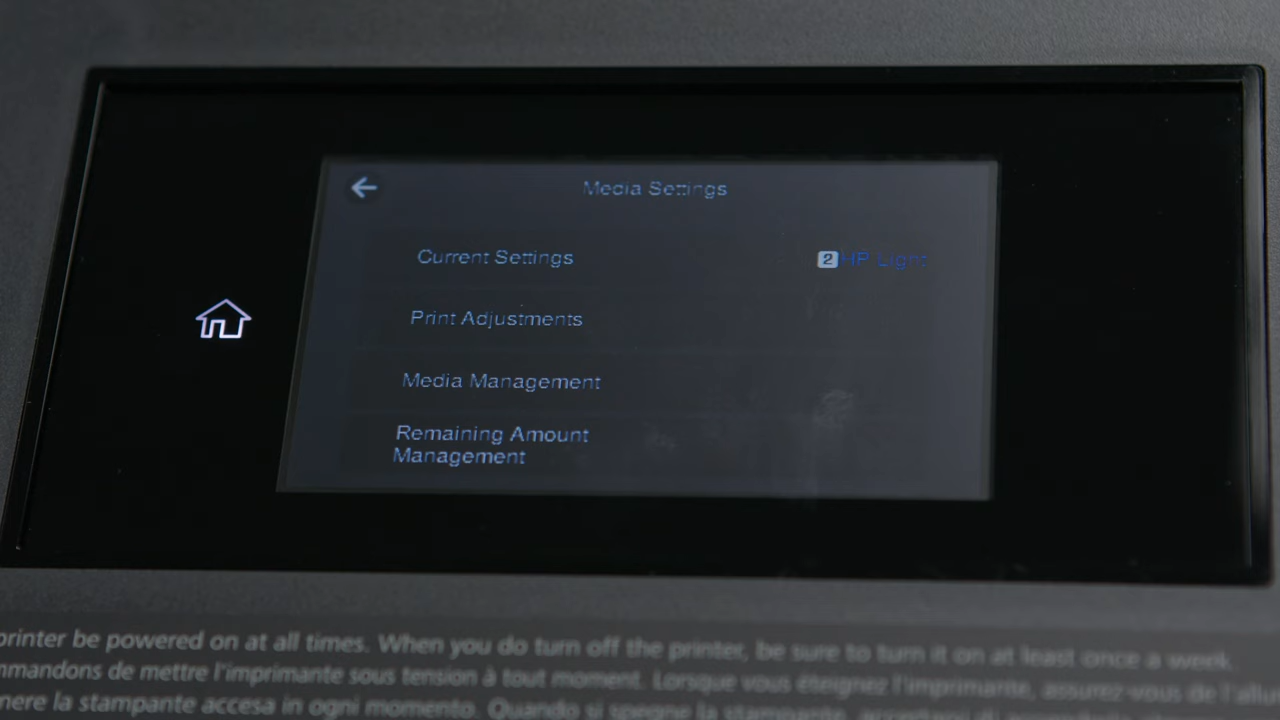 Media Settings
Current Settings
2 HP Light
Print Adjustments
Media Management
Remaining Amount
Management
printer be powered on at all times. When you do turn off the printer, be sure to turn it on at least once a week.
mmandons de mettre l'imprimante sous tension à tout moment. Lorsque vous éteignez l'imprimante, assurez-vous de l'allu
nere la stampante accesa in ogni momento. Quando si spegne la stampante,